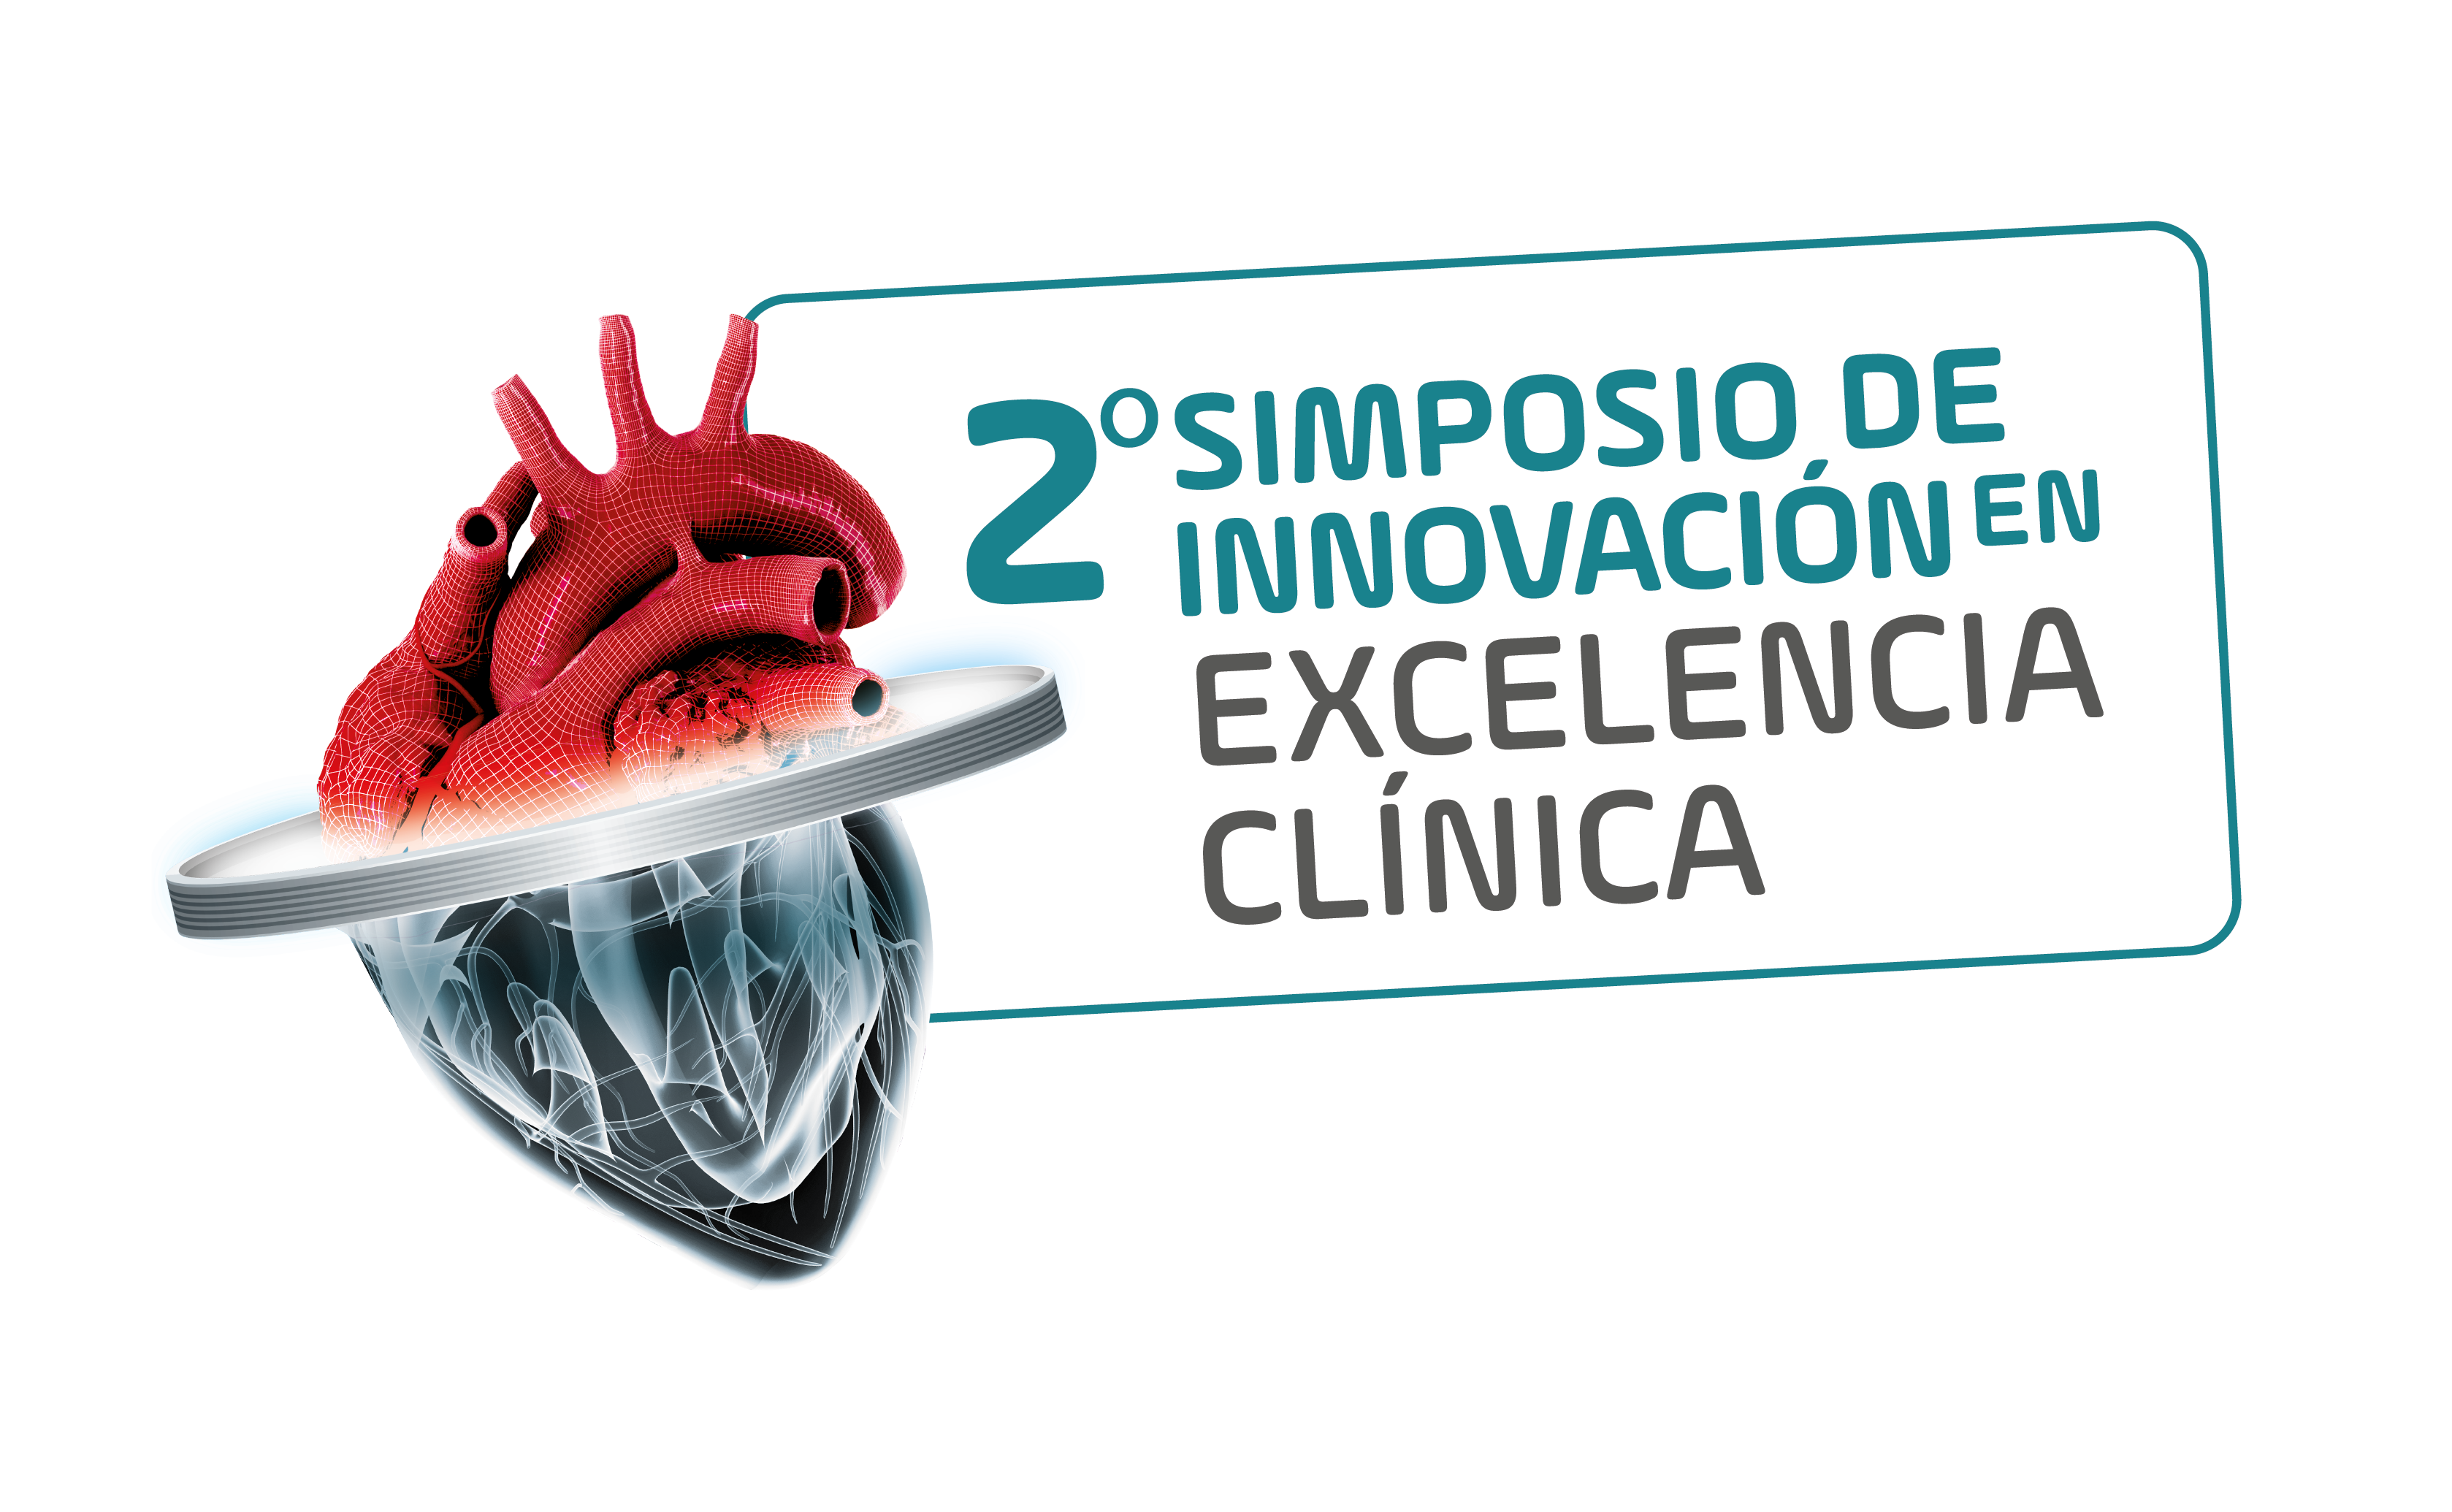 2° SIMPOSIO DE
INNOVACIÓN EN
EXCELENCIA
CLÍNICA